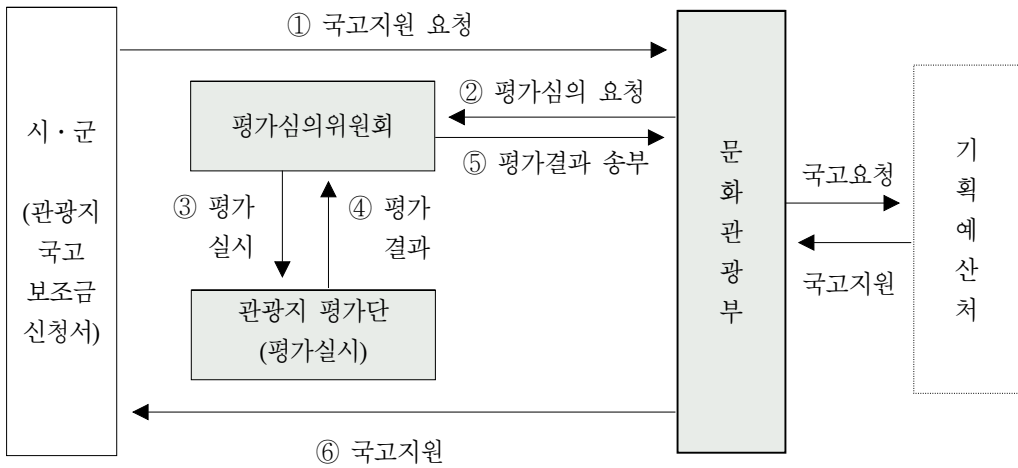 ① 국고지원 요청
시·군
(관광지
국고
보조금
신청서)
평가심의위원회
② 평가심의 요청
⑤ 평가결과 송부
③ 평가
실시
④ 평가
결과
관광지 평가단
(평가실시)
⑥ 국고지원
문
화
관
광
부
국고요청
국고지원
기
획
예
산
처